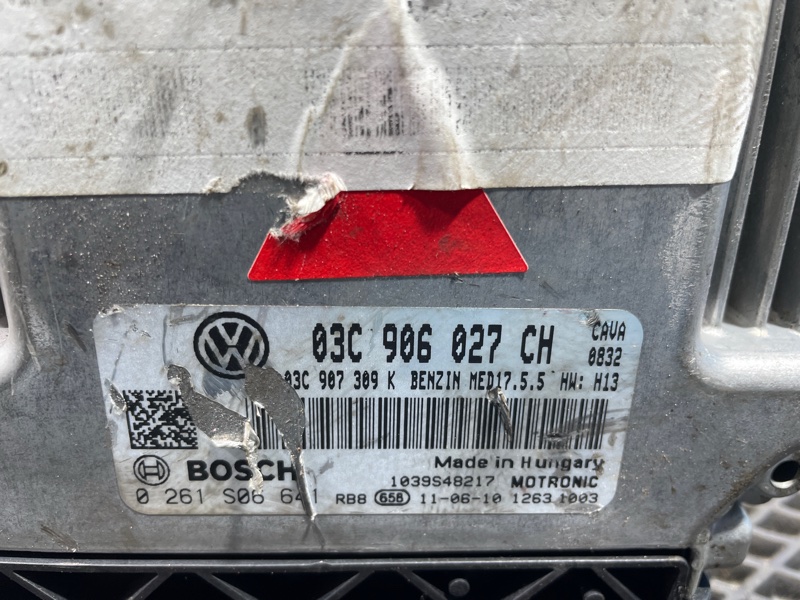 03C 906 027 CH
CAVA
0832
03C 907 309 K BENZIN MED17.5.5 HW: H13
BOSCH
Made in Hungary
1039S48217 MOTRONIC
0 261 S06 641 RB8 656 11-06-10 1263 1003